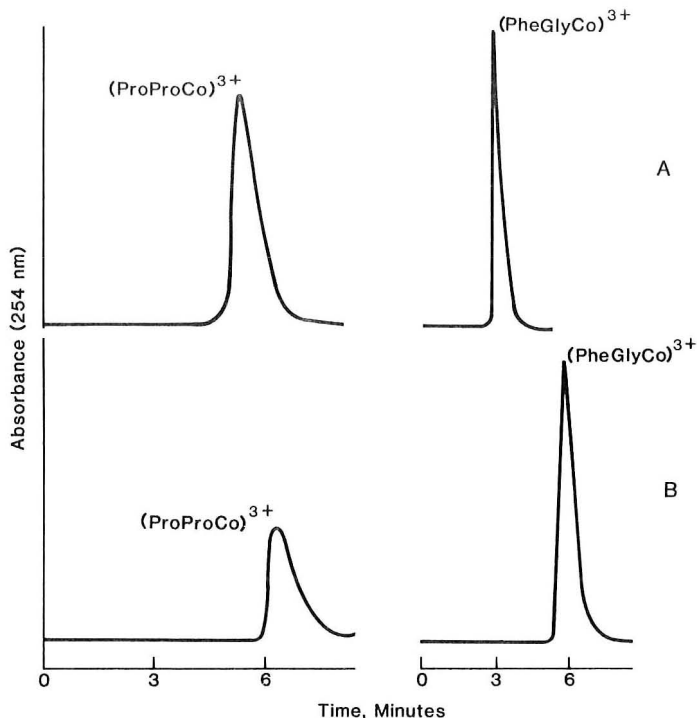 (PheGlyCo)³⁺
(ProProCo)³⁺
A
Absorbance (254 nm)
(PheGlyCo)³⁺
(ProProCo)³⁺
B
0 3 6 0 3 6
Time, Minutes